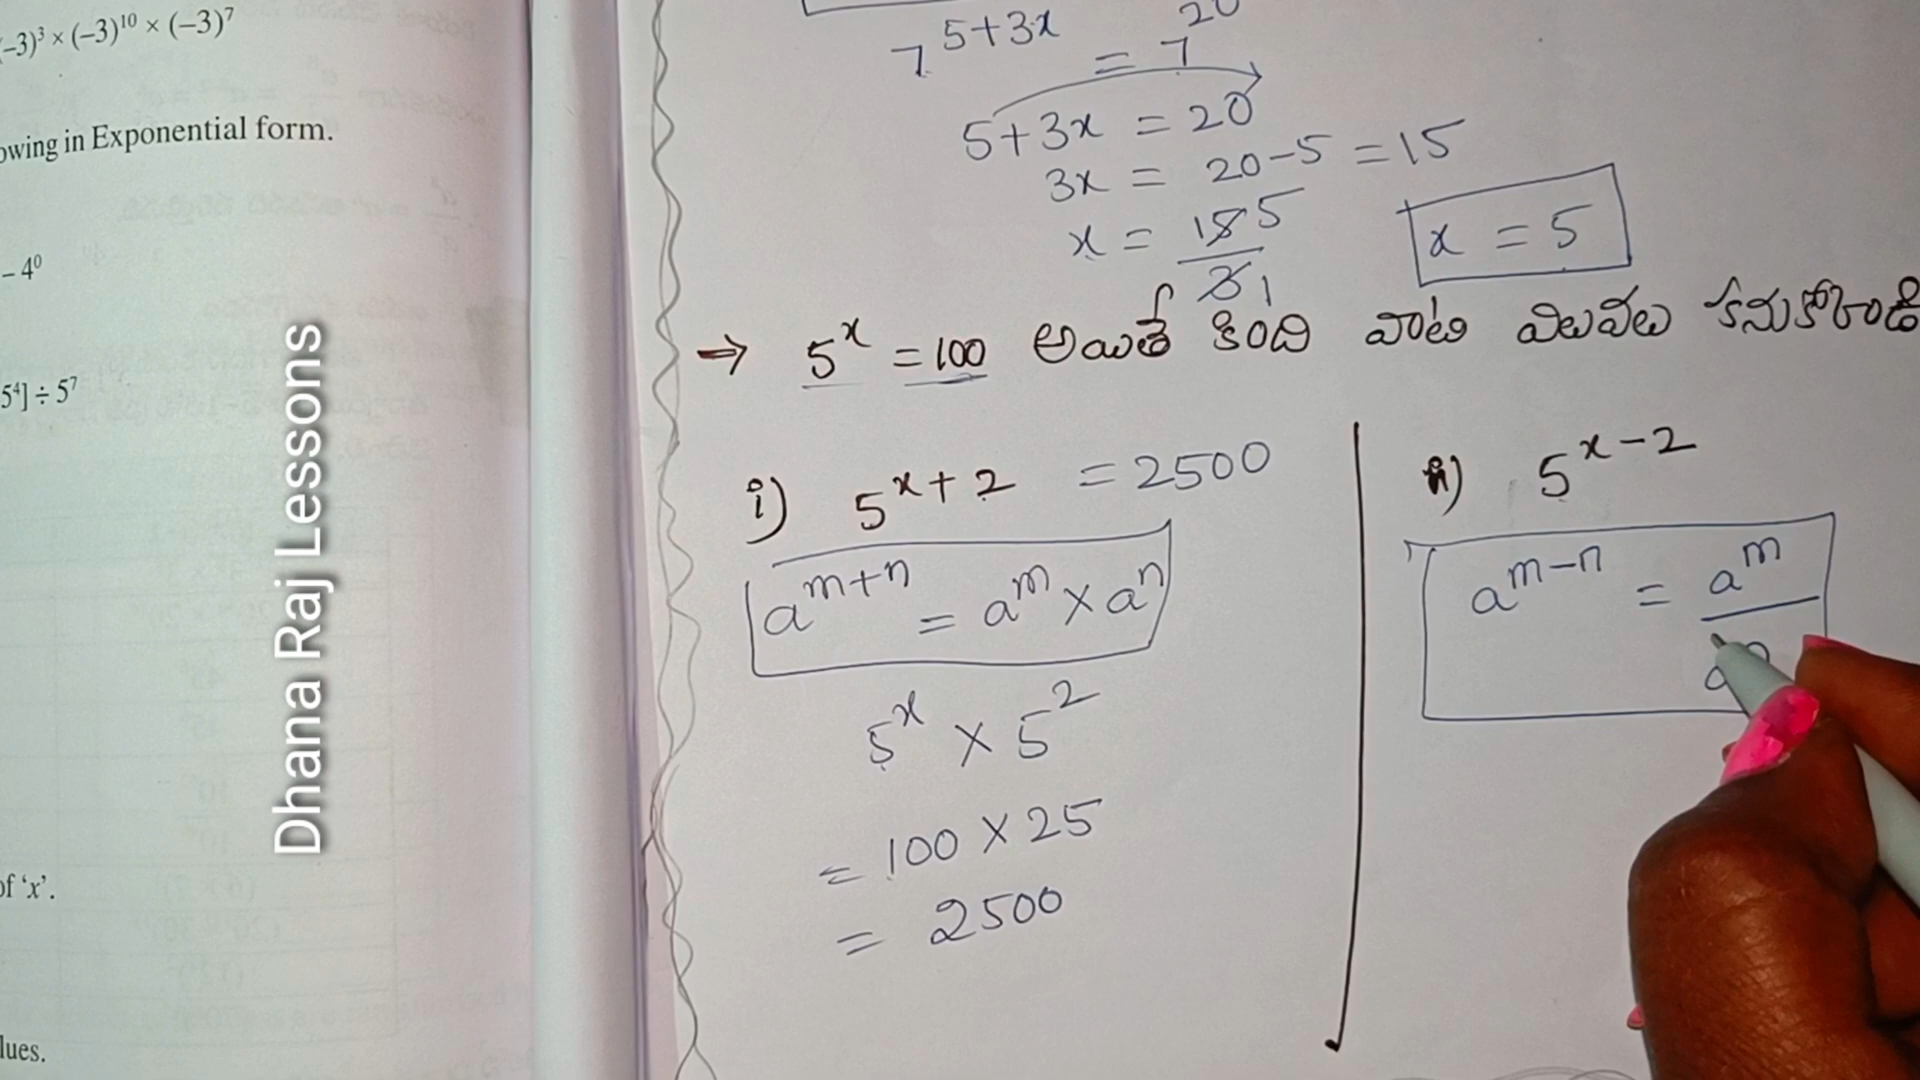 (–3)³ × (–3)¹⁰ × (–3)⁷
owing in Exponential form.
– 4⁰
5⁴] ÷ 5⁷
of ‘x’.
lues.
Dhana Raj Lessons
7^(5+3x) = 7^20
5+3x = 20
3x = 20-5 = 15
x = 15/3 5/1
x = 5
→ 5^x = 100 అయితే కింది వాటి విలువలు కనుకోండి
i) 5^(x+2) = 2500
a^(m+n) = a^m × a^n
5^x × 5^2
= 100 × 25
= 2500
ii) 5^(x-2)
a^(m-n) = a^m / a^n